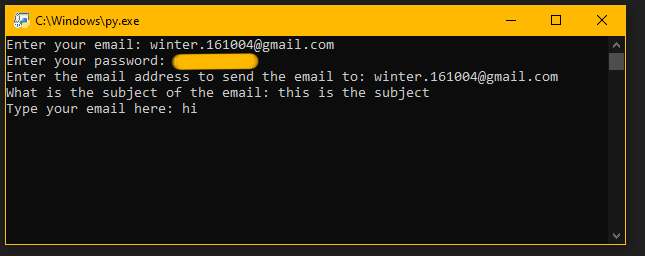 C:\Windows\py.exe
Enter your email: winter.161004@gmail.com
Enter your password:
Enter the email address to send the email to: winter.161004@gmail.com
What is the subject of the email: this is the subject
Type your email here: hi